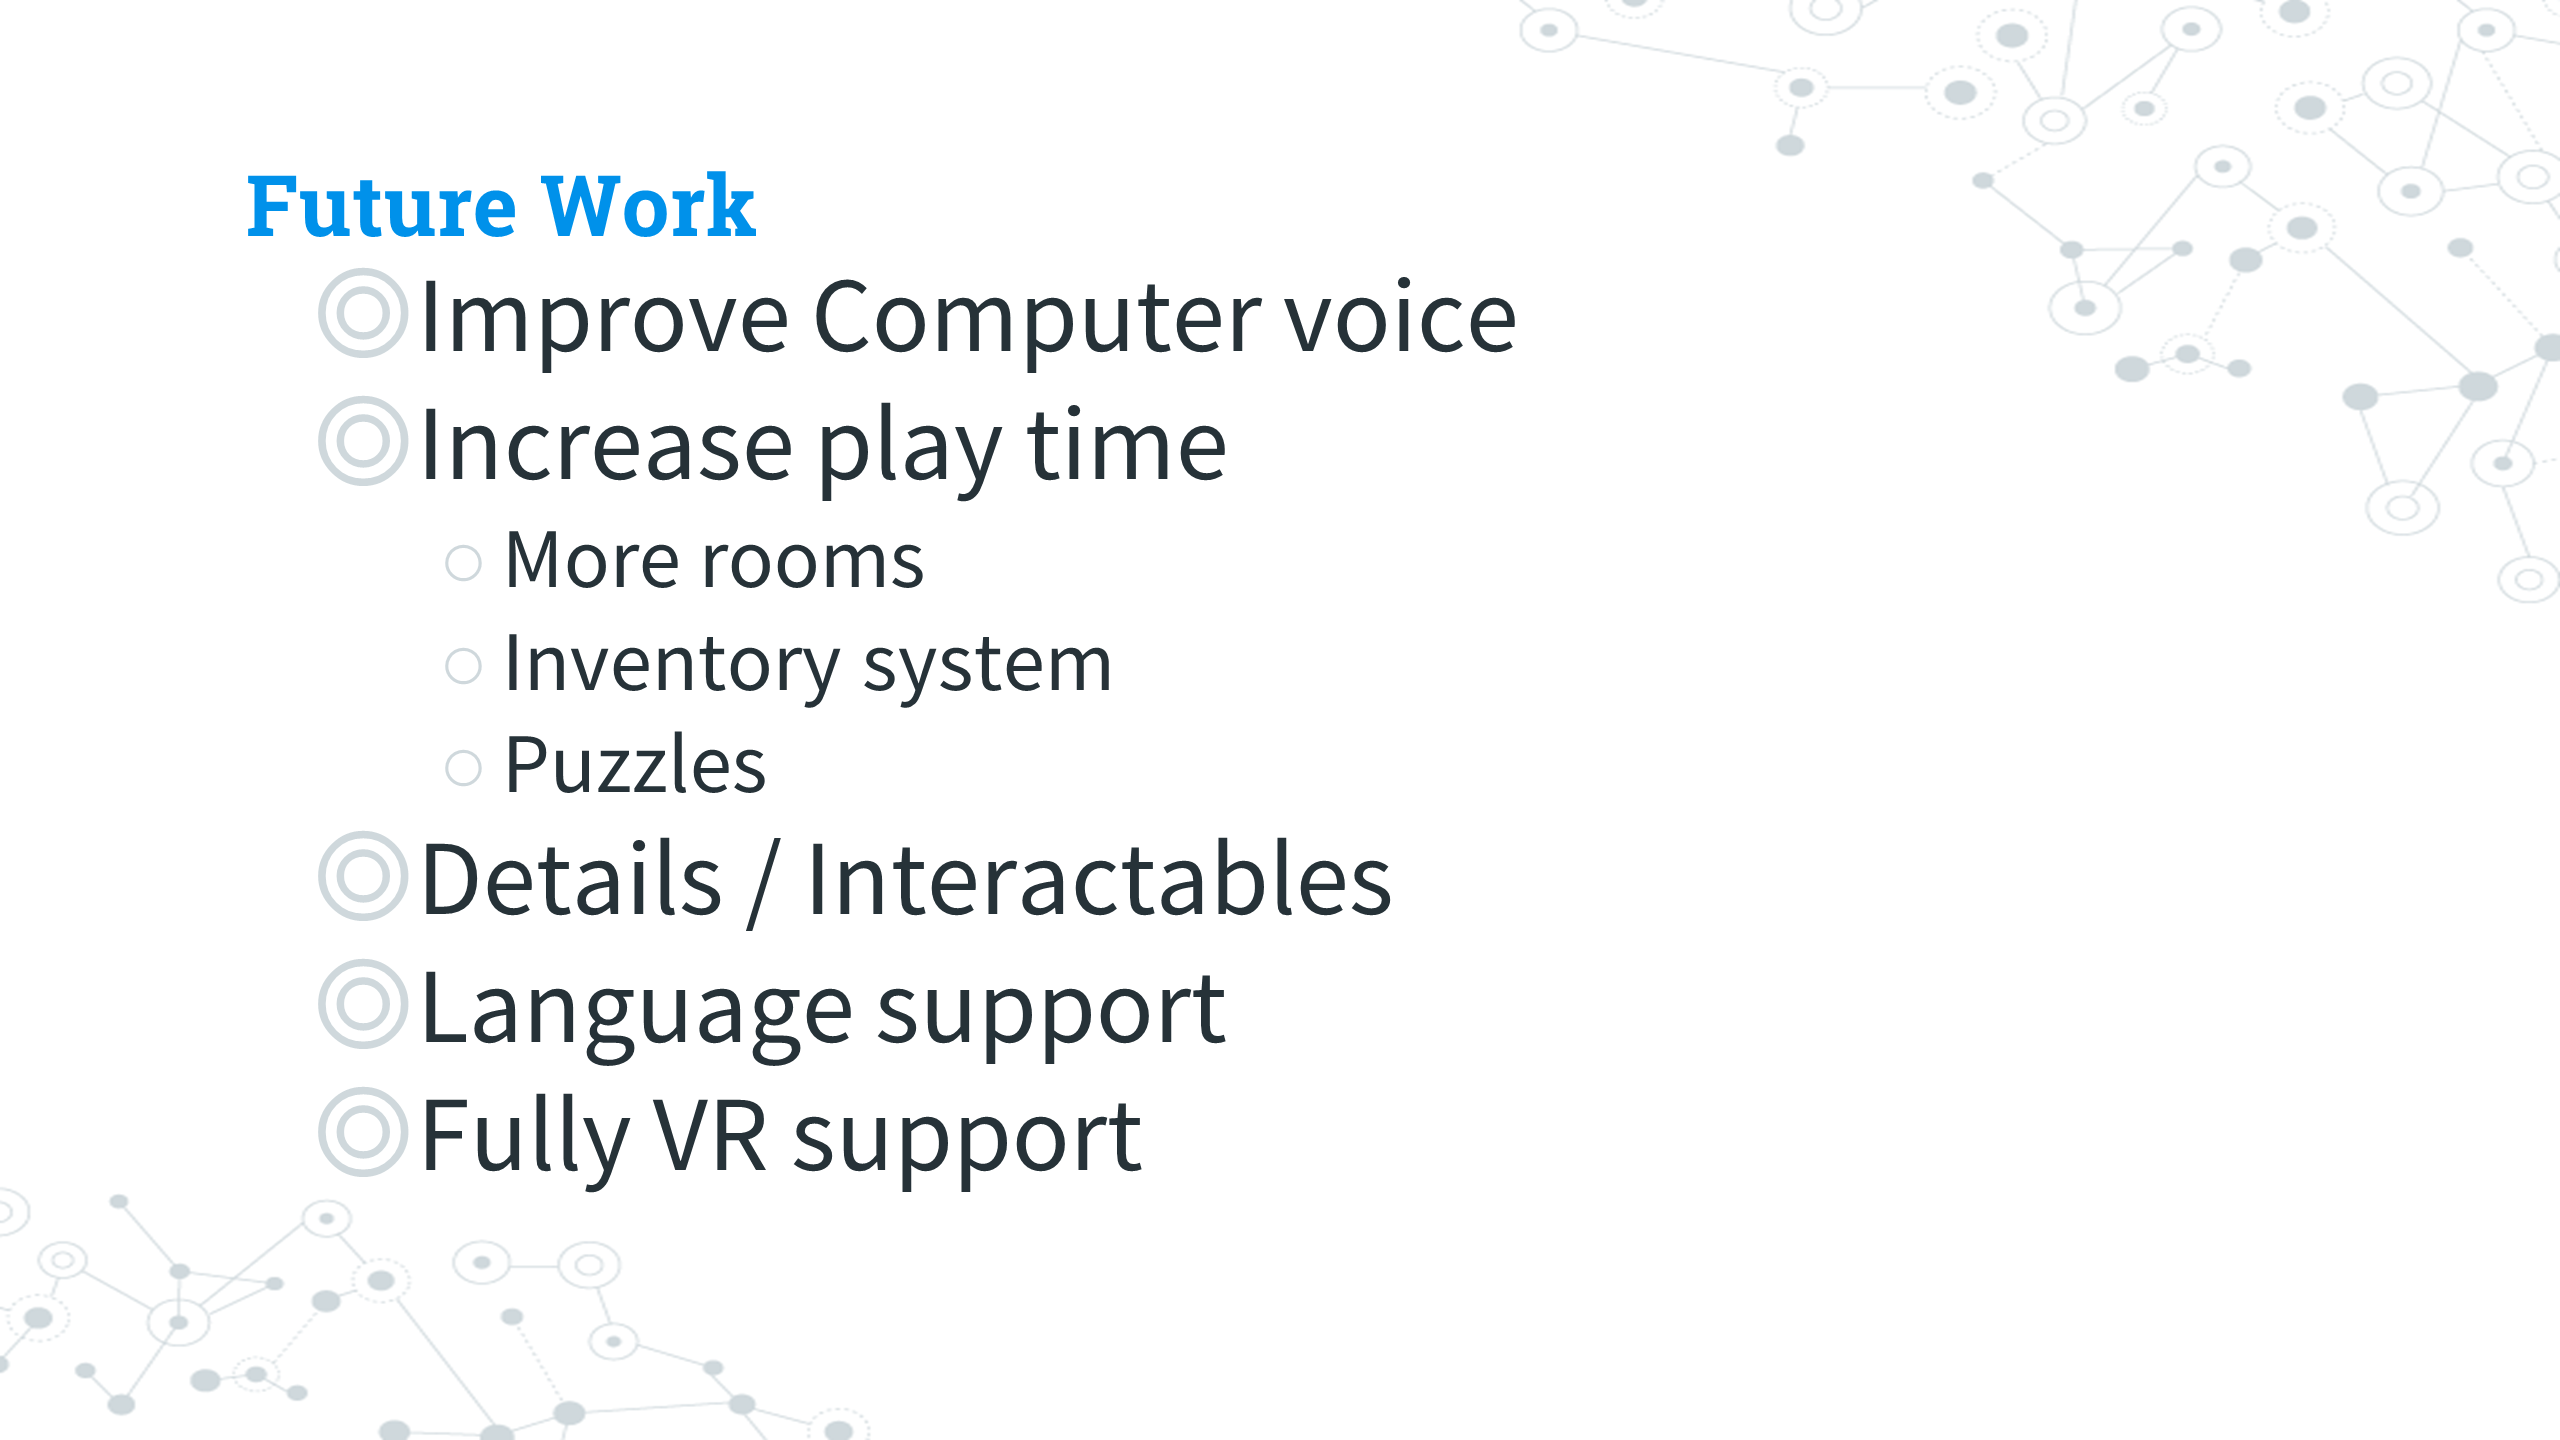 Future Work
Improve Computer voice
Increase play time
More rooms
Inventory system
Puzzles
Details / Interactables
Language support
Fully VR support